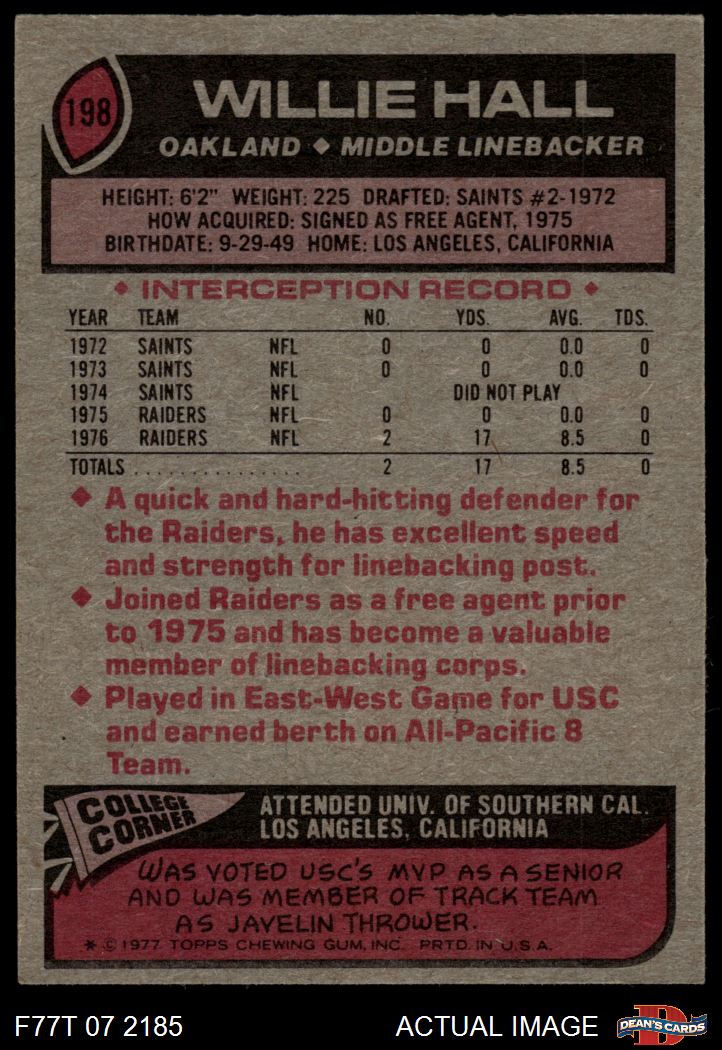 198
WILLIE HALL
OAKLAND ◆ MIDDLE LINEBACKER
HEIGHT: 6'2" WEIGHT: 225 DRAFTED: SAINTS #2-1972
HOW ACQUIRED: SIGNED AS FREE AGENT, 1975
BIRTHDATE: 9-29-49 HOME: LOS ANGELES, CALIFORNIA
◆ INTERCEPTION RECORD ◆
YEAR TEAM NO. YDS. AVG. TDS.
1972 SAINTS NFL 0 0 0.0 0
1973 SAINTS NFL 0 0 0.0 0
1974 SAINTS NFL DID NOT PLAY
1975 RAIDERS NFL 0 0 0.0 0
1976 RAIDERS NFL 2 17 8.5 0
TOTALS . . . . . . . . . . . . . . . 2 17 8.5 0
◆ A quick and hard-hitting defender for
the Raiders, he has excellent speed
and strength for linebacking post.
◆ Joined Raiders as a free agent prior
to 1975 and has become a valuable
member of linebacking corps.
◆ Played in East-West Game for USC
and earned berth on All-Pacific 8
Team.
COLLEGE
CORNER
ATTENDED UNIV. OF SOUTHERN CAL.
LOS ANGELES, CALIFORNIA
WAS VOTED USC'S MVP AS A SENIOR
AND WAS MEMBER OF TRACK TEAM
AS JAVELIN THROWER.
* © 1977 TOPPS CHEWING GUM, INC. PRTD. IN U.S.A.
F77T 07 2185
ACTUAL IMAGE
D
DEAN'S CARDS